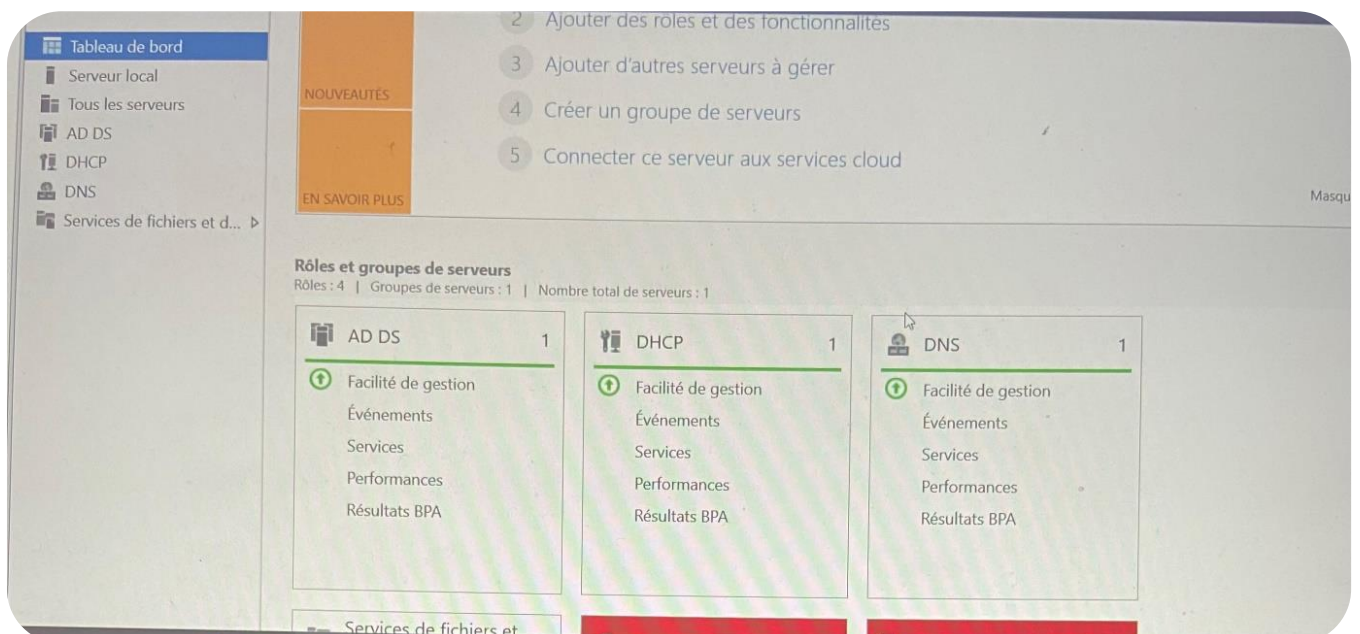 Tableau de bord
Serveur local
Tous les serveurs
AD DS
DHCP
DNS
Services de fichiers et d...
NOUVEAUTÉS
EN SAVOIR PLUS
2 Ajouter des rôles et des fonctionnalités
3 Ajouter d'autres serveurs à gérer
4 Créer un groupe de serveurs
5 Connecter ce serveur aux services cloud
Masqu
Rôles et groupes de serveurs
Rôles : 4 | Groupes de serveurs : 1 | Nombre total de serveurs : 1
AD DS 1
Facilité de gestion
Événements
Services
Performances
Résultats BPA
DHCP 1
Facilité de gestion
Événements
Services
Performances
Résultats BPA
DNS 1
Facilité de gestion
Événements
Services
Performances
Résultats BPA
Services de fichiers et